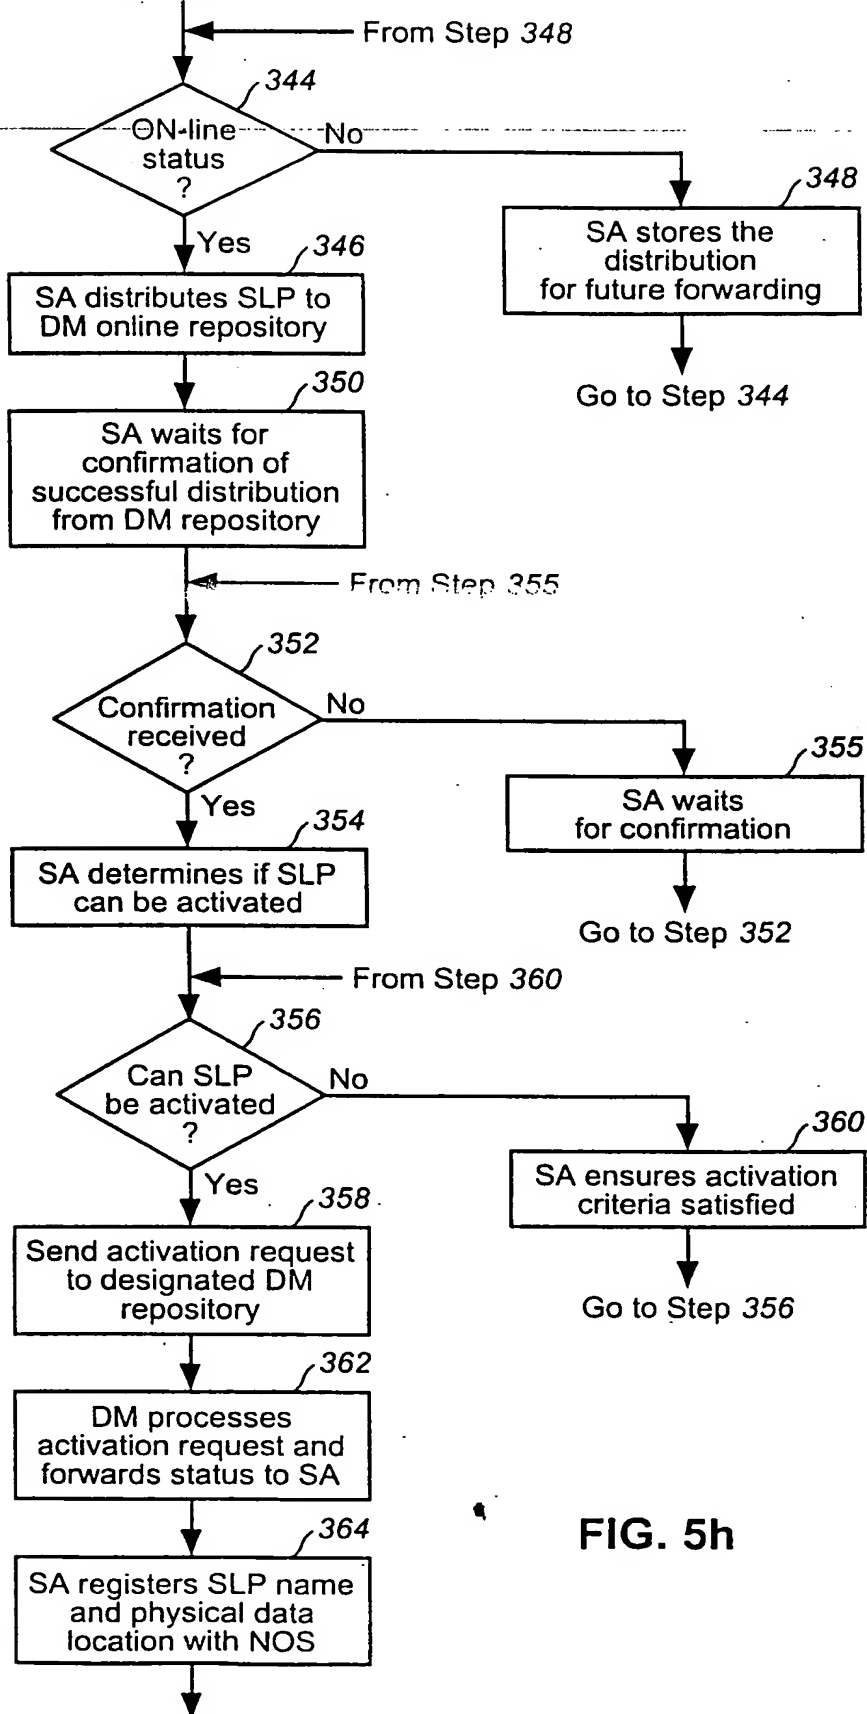 From Step 348
344
ON-line
status
?
No
Yes
348
SA stores the
distribution
for future forwarding
Go to Step 344
346
SA distributes SLP to
DM online repository
350
SA waits for
confirmation of
successful distribution
from DM repository
From Step 355
352
Confirmation
received
?
No
Yes
355
SA waits
for confirmation
Go to Step 352
354
SA determines if SLP
can be activated
From Step 360
356
Can SLP
be activated
?
No
Yes
360
SA ensures activation
criteria satisfied
Go to Step 356
358
Send activation request
to designated DM
repository
362
DM processes
activation request and
forwards status to SA
364
SA registers SLP name
and physical data
location with NOS
FIG. 5h